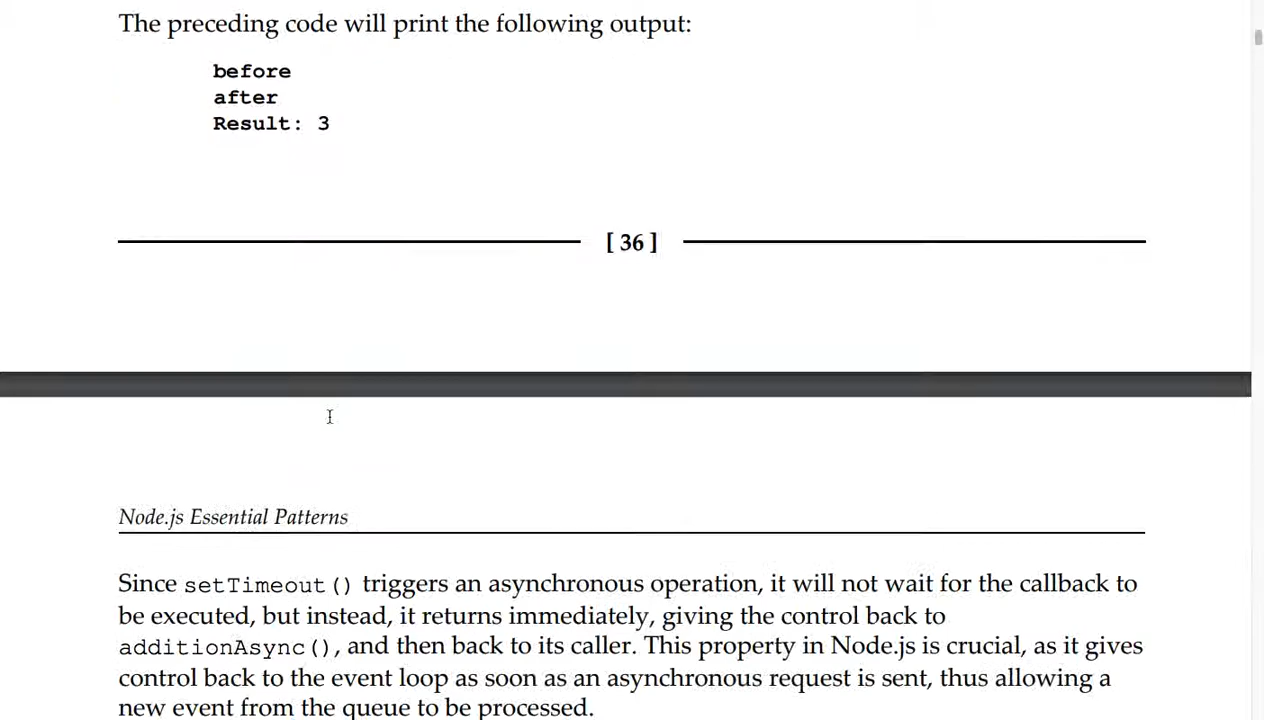 The preceding code will print the following output:
before
after
Result: 3
[ 36 ]
Node.js Essential Patterns
Since setTimeout() triggers an asynchronous operation, it will not wait for the callback to
be executed, but instead, it returns immediately, giving the control back to
additionAsync(), and then back to its caller. This property in Node.js is crucial, as it gives
control back to the event loop as soon as an asynchronous request is sent, thus allowing a
new event from the queue to be processed.